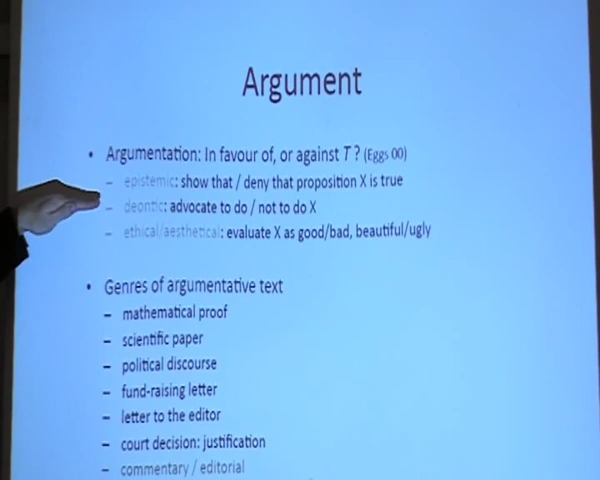 Argument
• Argumentation: In favour of, or against T ? (Eggs 00)
– epistemic: show that / deny that proposition X is true
– deontic: advocate to do / not to do X
– ethical/aesthetical: evaluate X as good/bad, beautiful/ugly
• Genres of argumentative text
– mathematical proof
– scientific paper
– political discourse
– fund-raising letter
– letter to the editor
– court decision: justification
– commentary / editorial